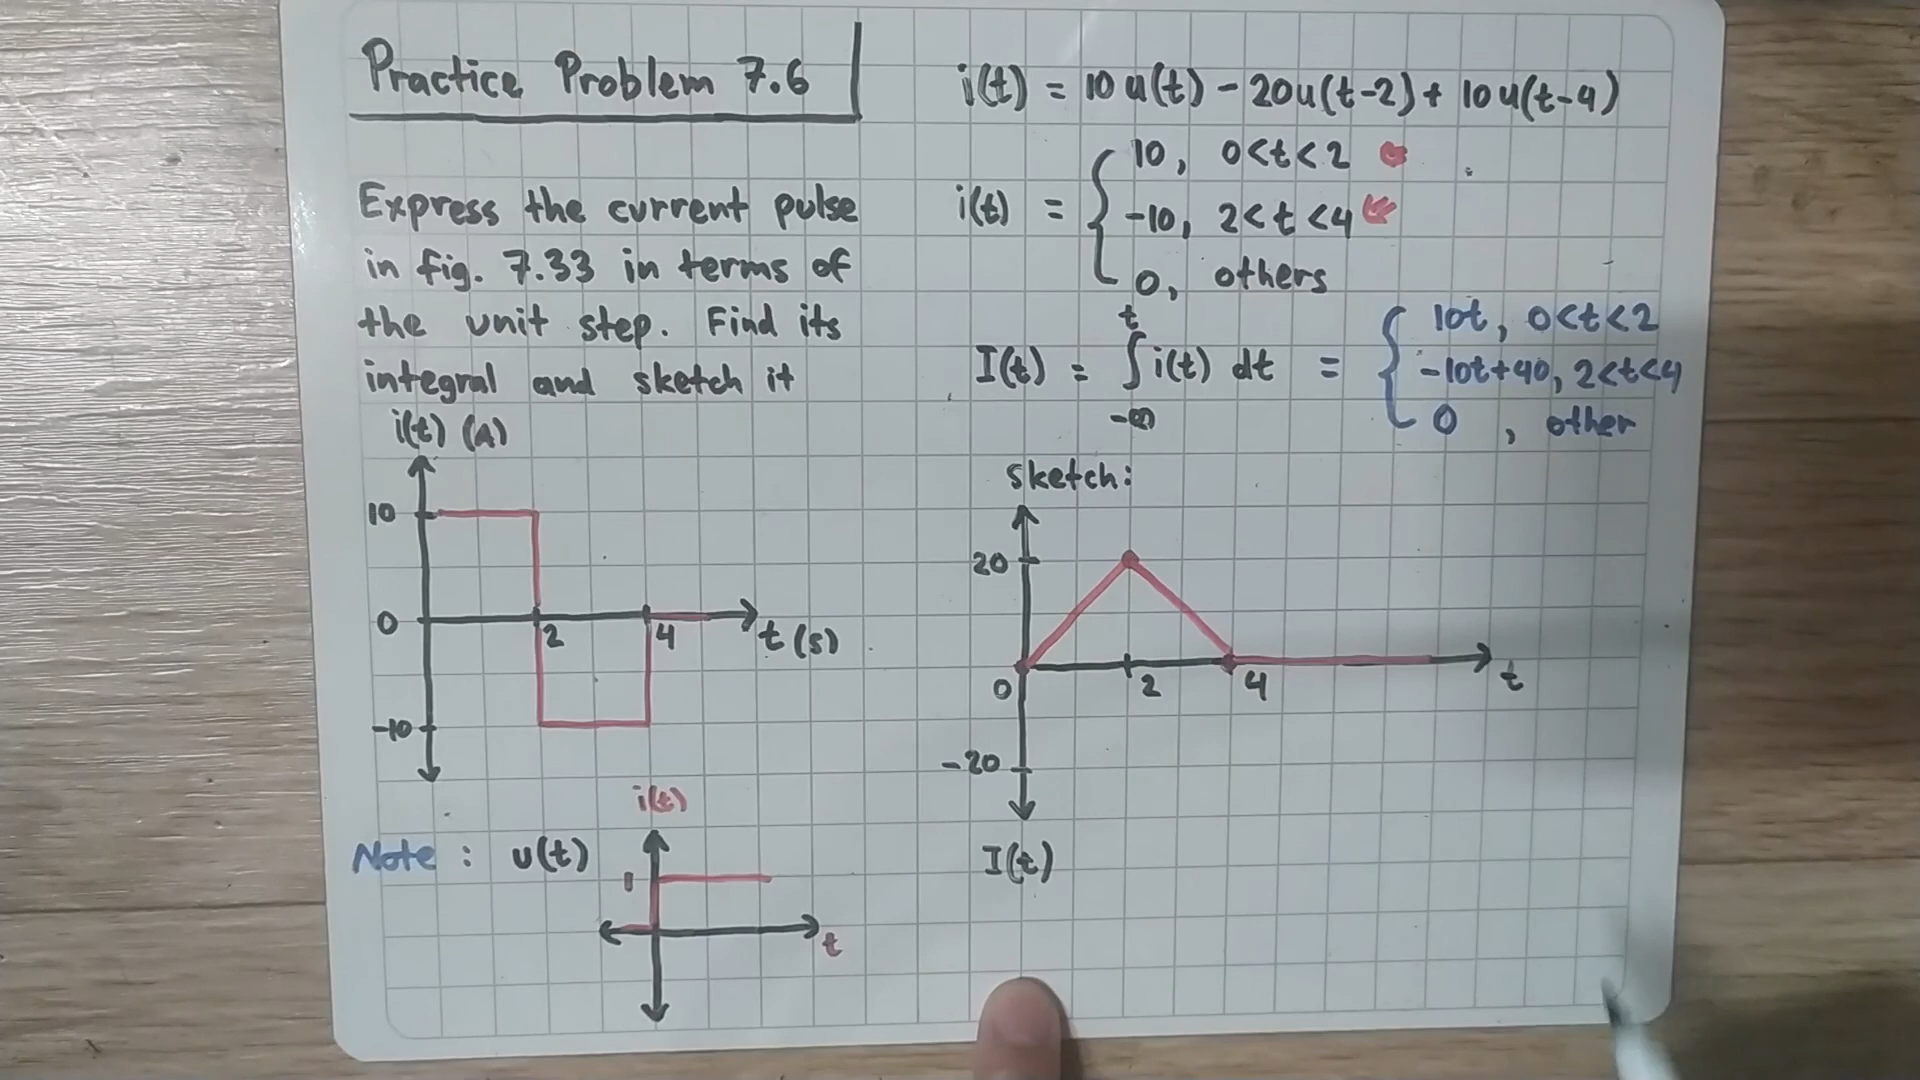 Practice Problem 7.6
Express the current pulse
in fig. 7.33 in terms of
the unit step. Find its
integral and sketch it
i(t) (A)
10
0
2
4
t (s)
-10
Note : u(t)
i(t)
1
t
i(t) = 10 u(t) - 20u(t-2) + 10 u(t-4)
i(t) = { 10, 0<t<2
-10, 2<t<4
0, others
I(t) = ∫ -∞ t i(t) dt = { 10t, 0<t<2
-10t+40, 2<t<4
0 , other
sketch:
20
0
2
4
t
-20
I(t)